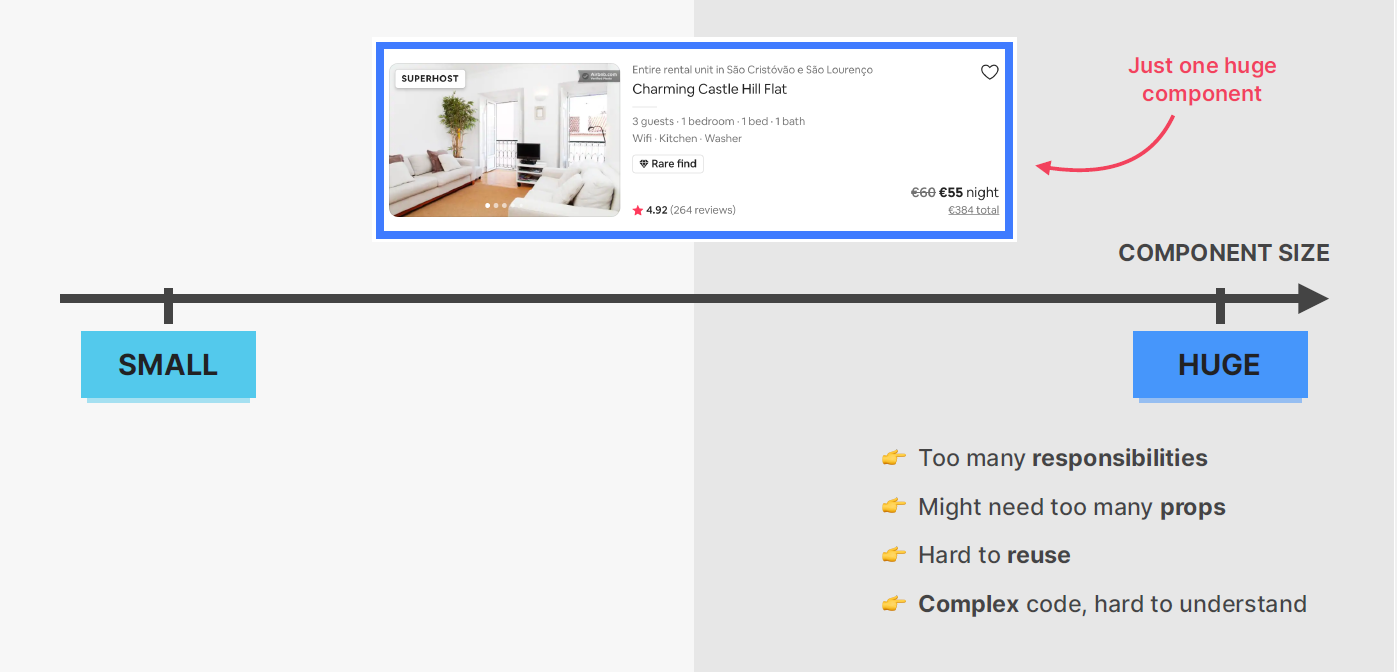 SUPERHOST
Entire rental unit in São Cristóvão e São Lourenço
Charming Castle Hill Flat
3 guests · 1 bedroom · 1 bed · 1 bath
Wifi · Kitchen · Washer
Rare find
€60 €55 night
4.92 (264 reviews)
€384 total
Just one huge
component
COMPONENT SIZE
SMALL
HUGE
👉 Too many responsibilities
👉 Might need too many props
👉 Hard to reuse
👉 Complex code, hard to understand